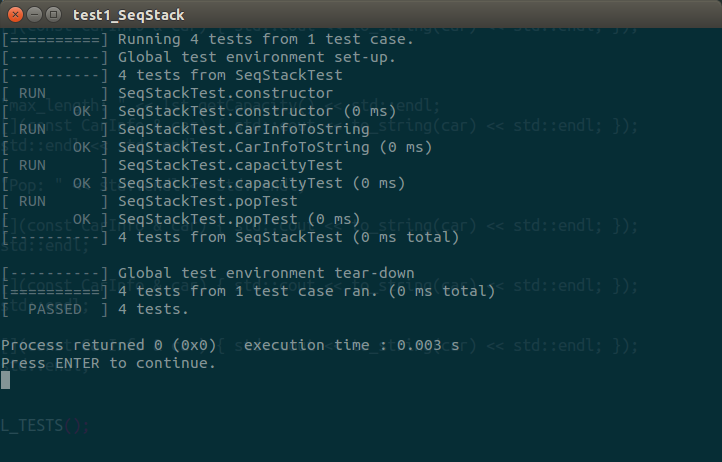 test1_SeqStack
[==========] Running 4 tests from 1 test case.
[----------] Global test environment set-up.
[----------] 4 tests from SeqStackTest
[ RUN      ] SeqStackTest.constructor
[       OK ] SeqStackTest.constructor (0 ms)
[ RUN      ] SeqStackTest.CarInfoToString
[       OK ] SeqStackTest.CarInfoToString (0 ms)
[ RUN      ] SeqStackTest.capacityTest
[       OK ] SeqStackTest.capacityTest (0 ms)
[ RUN      ] SeqStackTest.popTest
[       OK ] SeqStackTest.popTest (0 ms)
[----------] 4 tests from SeqStackTest (0 ms total)
[----------] Global test environment tear-down
[==========] 4 tests from 1 test case ran. (0 ms total)
[  PASSED  ] 4 tests.
Process returned 0 (0x0)   execution time : 0.003 s
Press ENTER to continue.
L_TESTS();